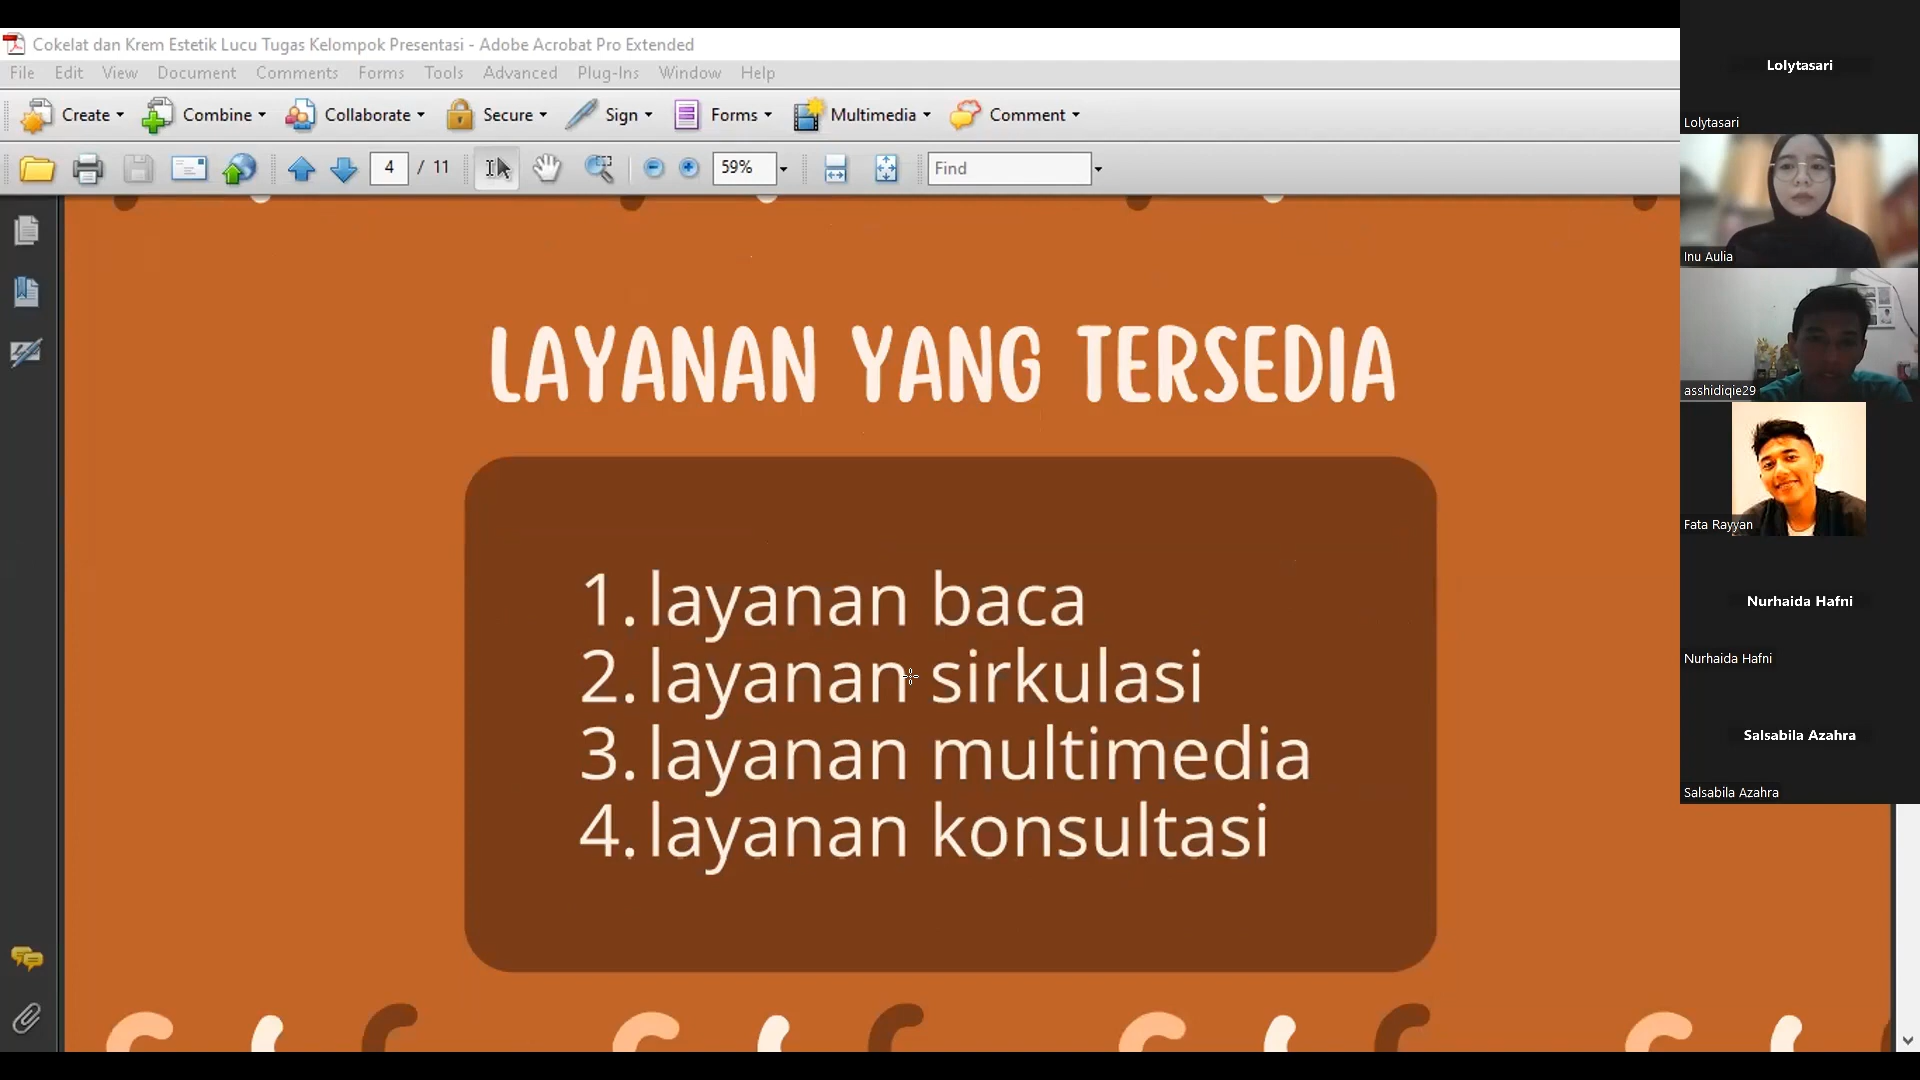 Cokelat dan Krem Estetik Lucu Tugas Kelompok Presentasi - Adobe Acrobat Pro Extended
File Edit View Document Comments Forms Tools Advanced Plug-Ins Window Help
Create Combine Collaborate Secure Sign Forms Multimedia Comment
4 / 11 59% Find
LAYANAN YANG TERSEDIA
1. layanan baca
2. layanan sirkulasi
3. layanan multimedia
4. layanan konsultasi
Lolytasari
Lolytasari
Inu Aulia
asshidiqie29
Fata Rayyan
Nurhaida Hafni
Nurhaida Hafni
Salsabila Azahra
Salsabila Azahra